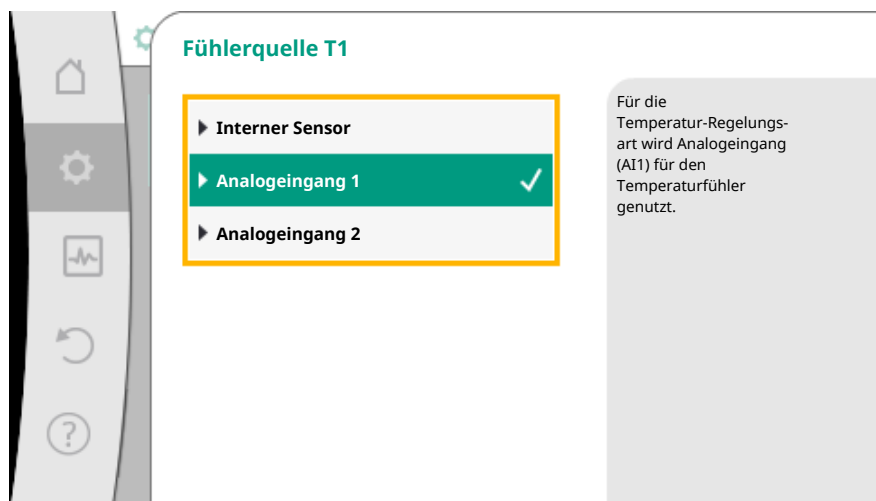 Fühlerquelle T1
Interner Sensor
Analogeingang 1
Analogeingang 2
Für die
Temperatur-Regelungs-
art wird Analogeingang
(AI1) für den
Temperaturfühler
genutzt.
?